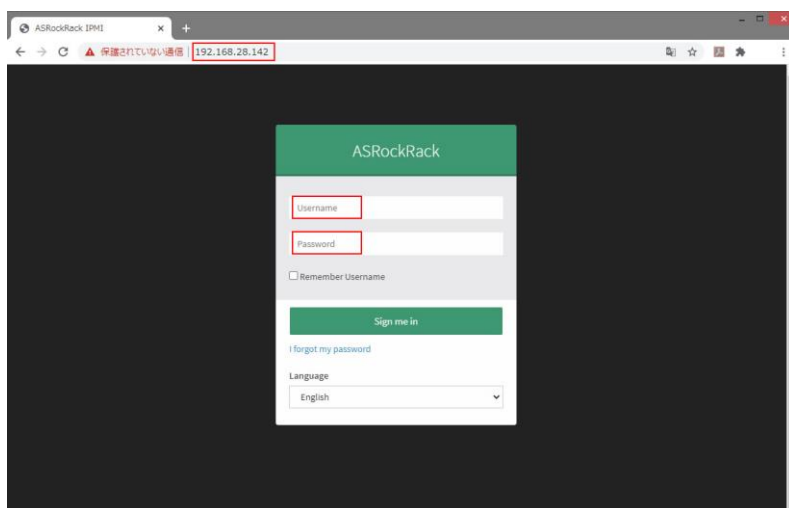 ASRockRack IPMI
保護されていない通信 | 192.168.28.142
ASRockRack
Username
Password
Remember Username
Sign me in
I forgot my password
Language
English